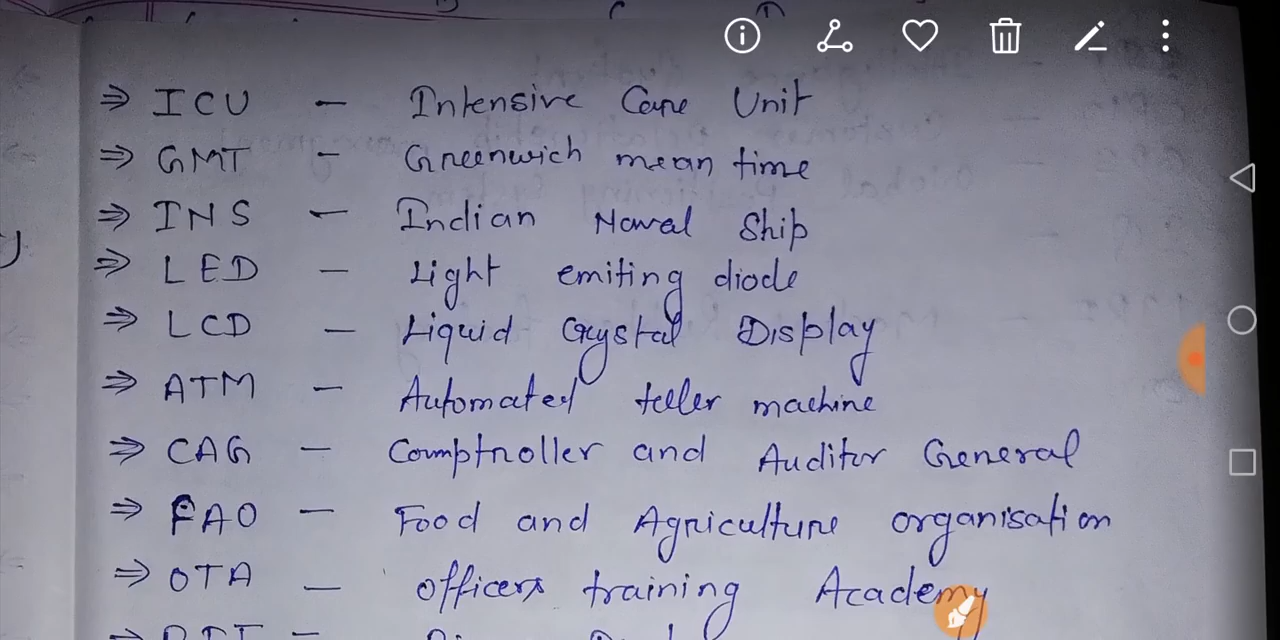 ⇒ ICU - Intensive Care Unit
⇒ GMT - Greenwich mean time
⇒ INS - Indian Naval Ship
⇒ LED - Light emiting diode
⇒ LCD - Liquid Crystal Display
⇒ ATM - Automated teller machine
⇒ CAG - Comptroller and Auditor General
⇒ FAO - Food and Agriculture organisation
⇒ OTA - officers training Academy